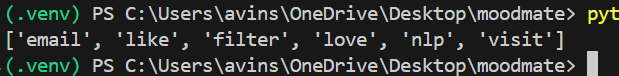 (.venv) PS C:\Users\avins\OneDrive\Desktop\moodmate> pyt
['email', 'like', 'filter', 'love', 'nlp', 'visit']
(.venv) PS C:\Users\avins\OneDrive\Desktop\moodmate>